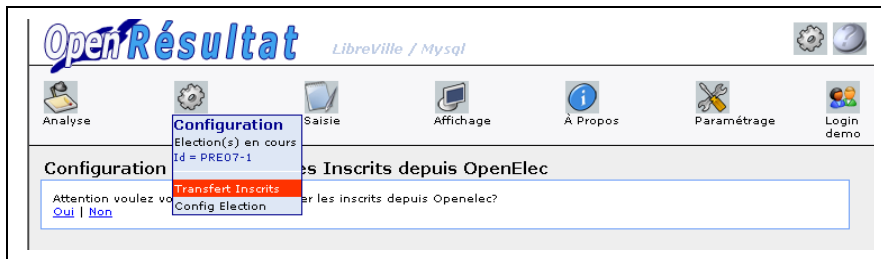 OpenRésultat LibreVille / Mysql
Analyse Saisie Affichage À Propos Paramétrage Login demo
Configuration
Election(s) en cours
Id = PRE07-1
Transfert Inscrits
Config Election
Configuration es Inscrits depuis OpenElec
Attention voulez vo er les inscrits depuis Openelec?
Oui | Non